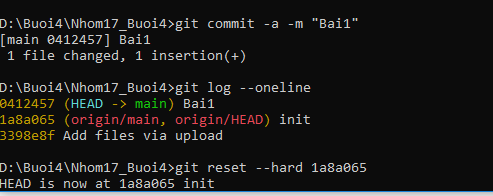 D:\Buoi4\Nhom17_Buoi4>git commit -a -m "Bai1"
[main 0412457] Bai1
 1 file changed, 1 insertion(+)
D:\Buoi4\Nhom17_Buoi4>git log --oneline
0412457 (HEAD -> main) Bai1
1a8a065 (origin/main, origin/HEAD) init
3398e8f Add files via upload
D:\Buoi4\Nhom17_Buoi4>git reset --hard 1a8a065
HEAD is now at 1a8a065 init